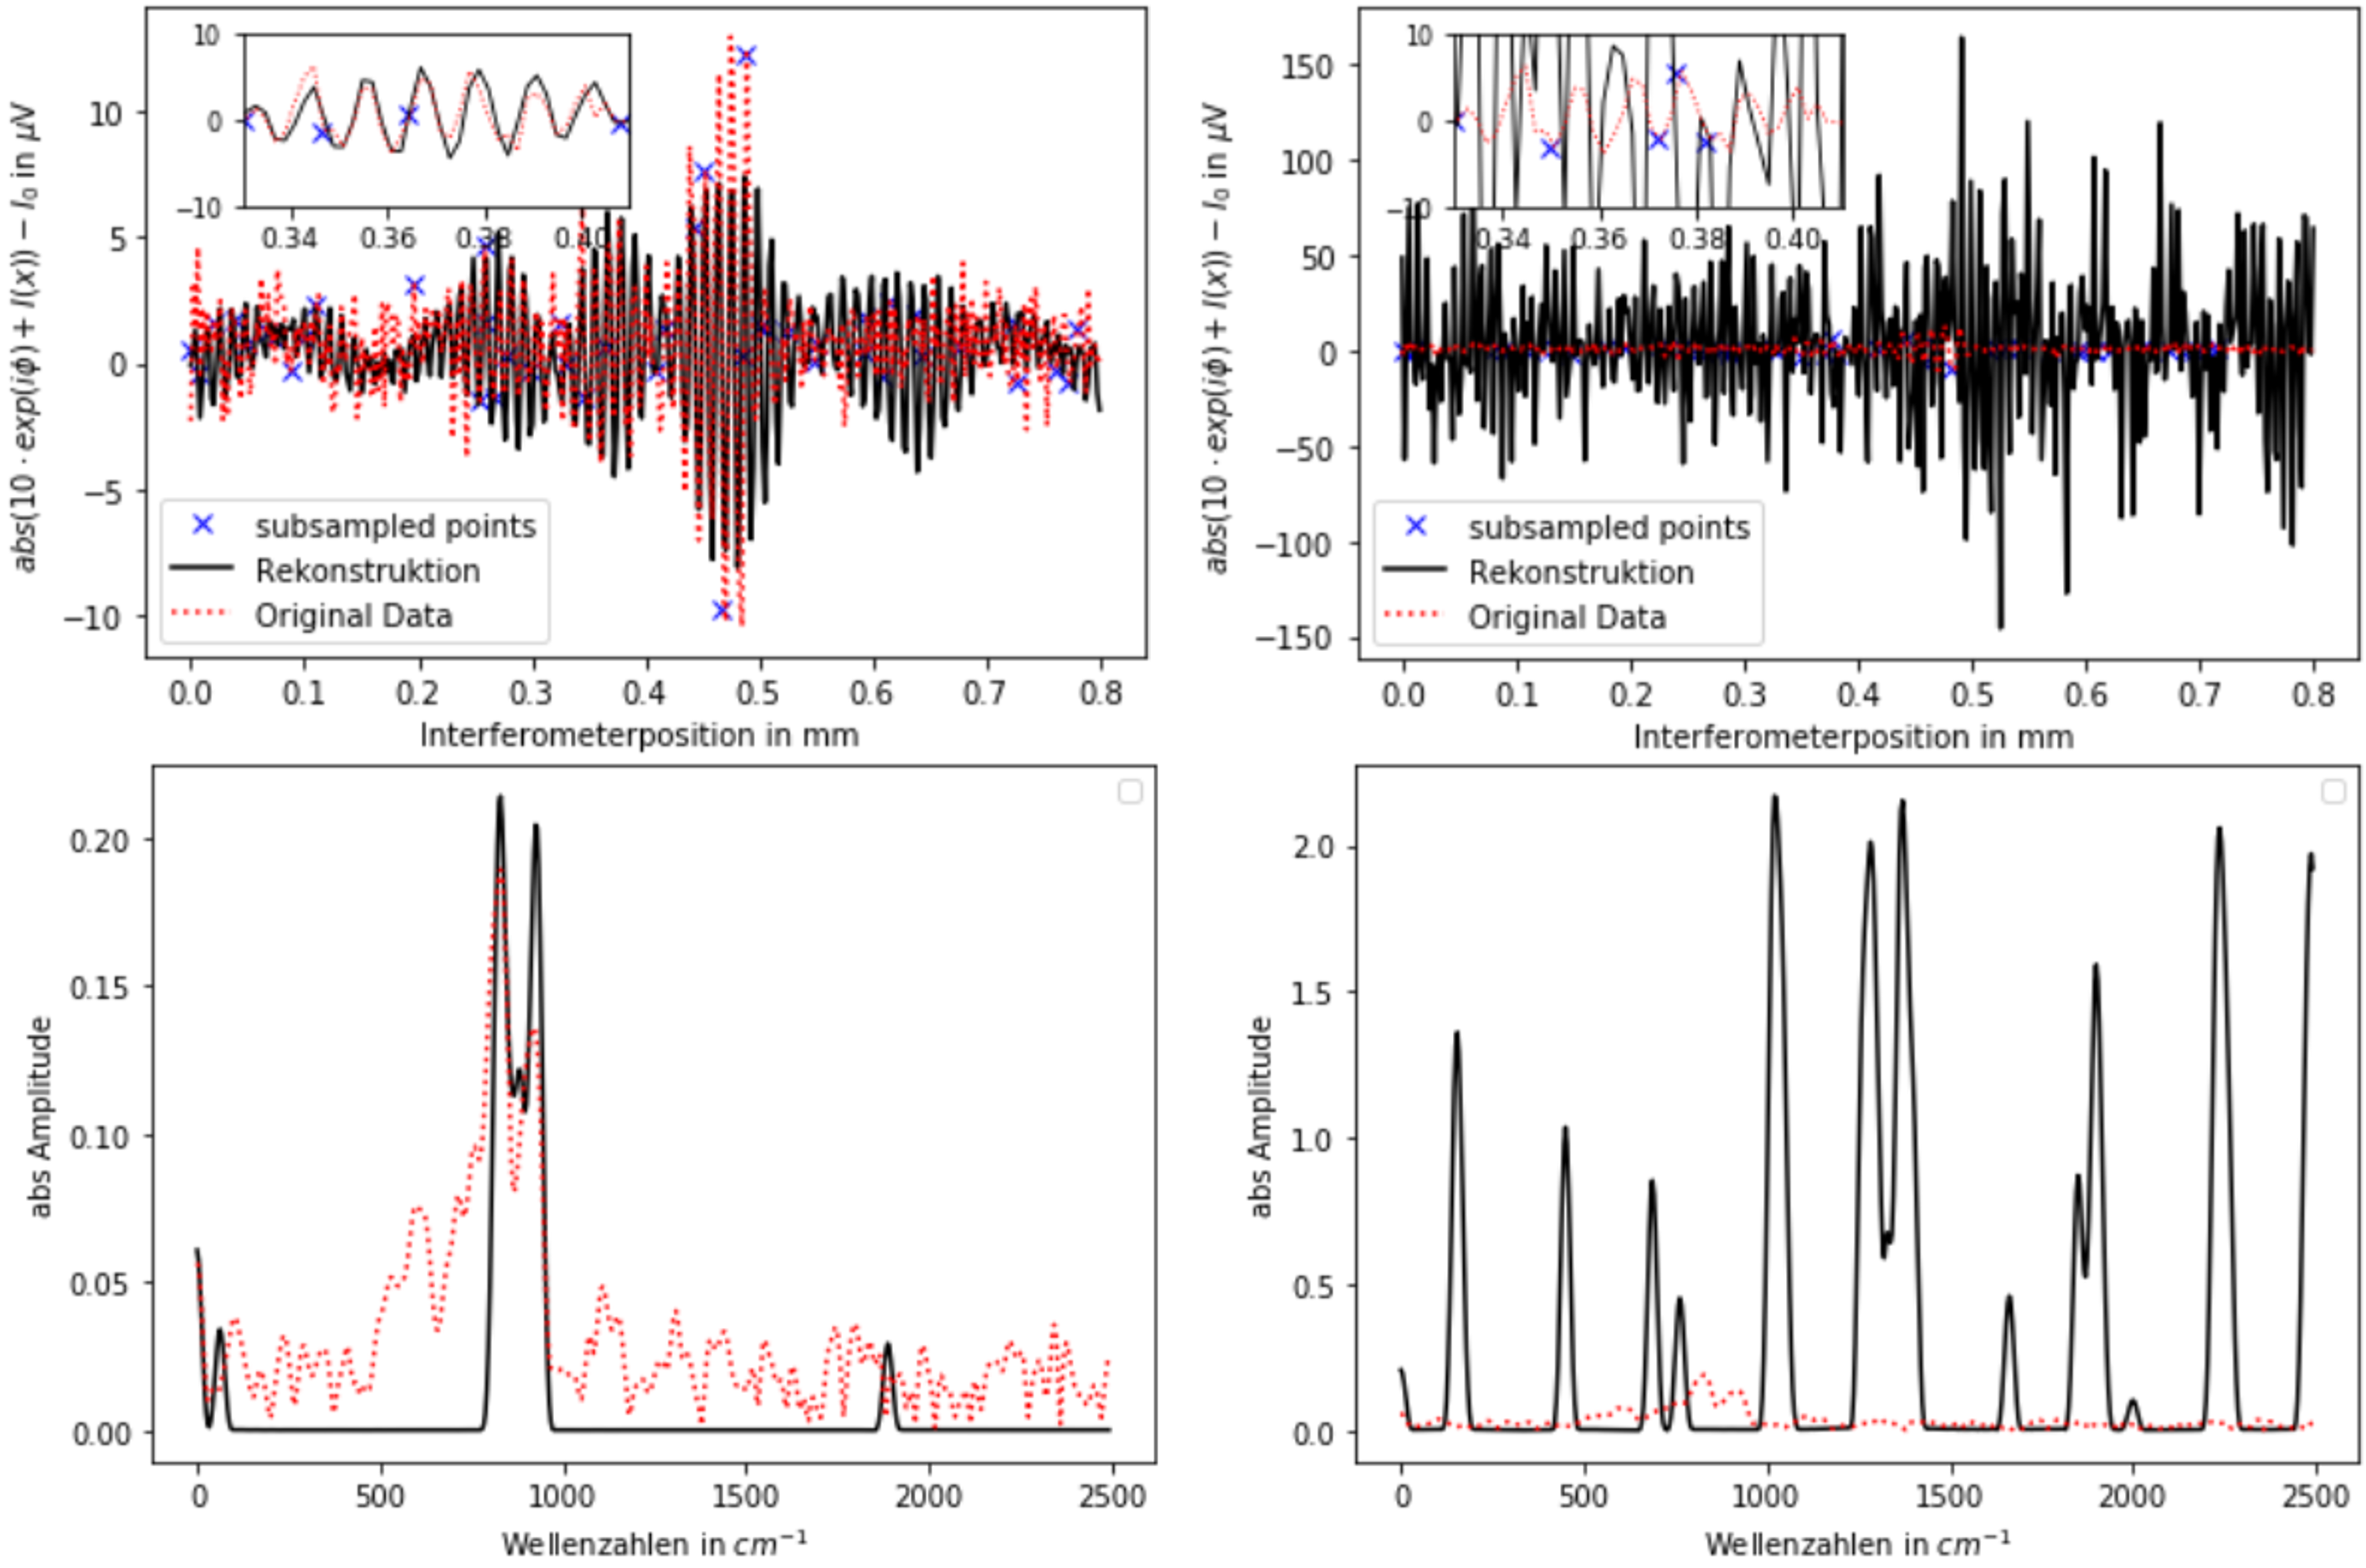 abs(10 · exp(iϕ) + I(x)) − I₀ in μV
10
5
0
−5
−10
10
0
−10
0.34 0.36 0.38 0.40
subsampled points
Rekonstruktion
Original Data
0.0 0.1 0.2 0.3 0.4 0.5 0.6 0.7 0.8
Interferometerposition in mm
abs(10 · exp(iϕ) + I(x)) − I₀ in μV
150
100
50
0
−50
−100
−150
10
0
−10
0.34 0.36 0.38 0.40
subsampled points
Rekonstruktion
Original Data
0.0 0.1 0.2 0.3 0.4 0.5 0.6 0.7 0.8
Interferometerposition in mm
abs Amplitude
0.20
0.15
0.10
0.05
0.00
0 500 1000 1500 2000 2500
Wellenzahlen in cm⁻¹
abs Amplitude
2.0
1.5
1.0
0.5
0.0
0 500 1000 1500 2000 2500
Wellenzahlen in cm⁻¹